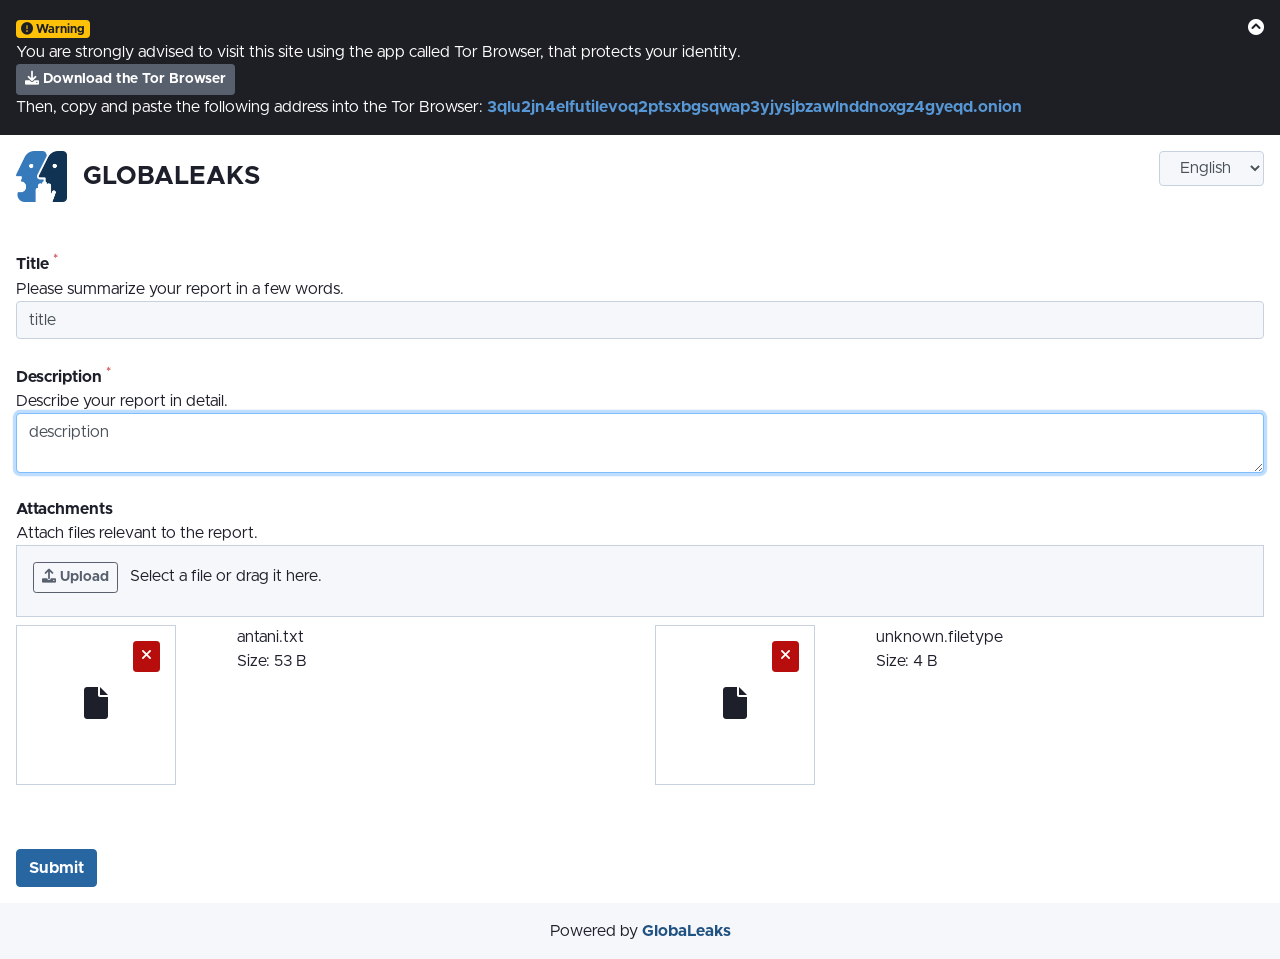 Warning
You are strongly advised to visit this site using the app called Tor Browser, that protects your identity.
Download the Tor Browser
Then, copy and paste the following address into the Tor Browser: 3qlu2jn4elfutilevoq2ptsxbgsqwap3yjysjbzawlnddnoxgz4gyeqd.onion
GLOBALEAKS
English
Title *
Please summarize your report in a few words.
title
Description *
Describe your report in detail.
description
Attachments
Attach files relevant to the report.
Upload Select a file or drag it here.
antani.txt
Size: 53 B
unknown.filetype
Size: 4 B
Submit
Powered by GlobaLeaks